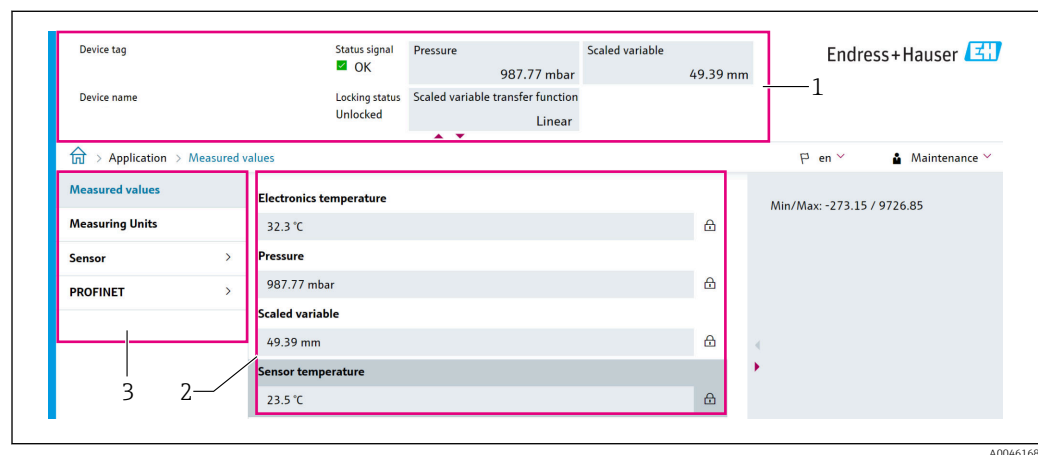 Device tag
Status signal
OK
Pressure
987.77 mbar
Scaled variable
49.39 mm
Endress+Hauser EH
1
Device name
Locking status
Unlocked
Scaled variable transfer function
Linear
> Application > Measured values
en
Maintenance
Measured values
Measuring Units
Sensor >
PROFINET >
3
2
Electronics temperature
32.3 °C
Pressure
987.77 mbar
Scaled variable
49.39 mm
Sensor temperature
23.5 °C
Min/Max: -273.15 / 9726.85
A0046168